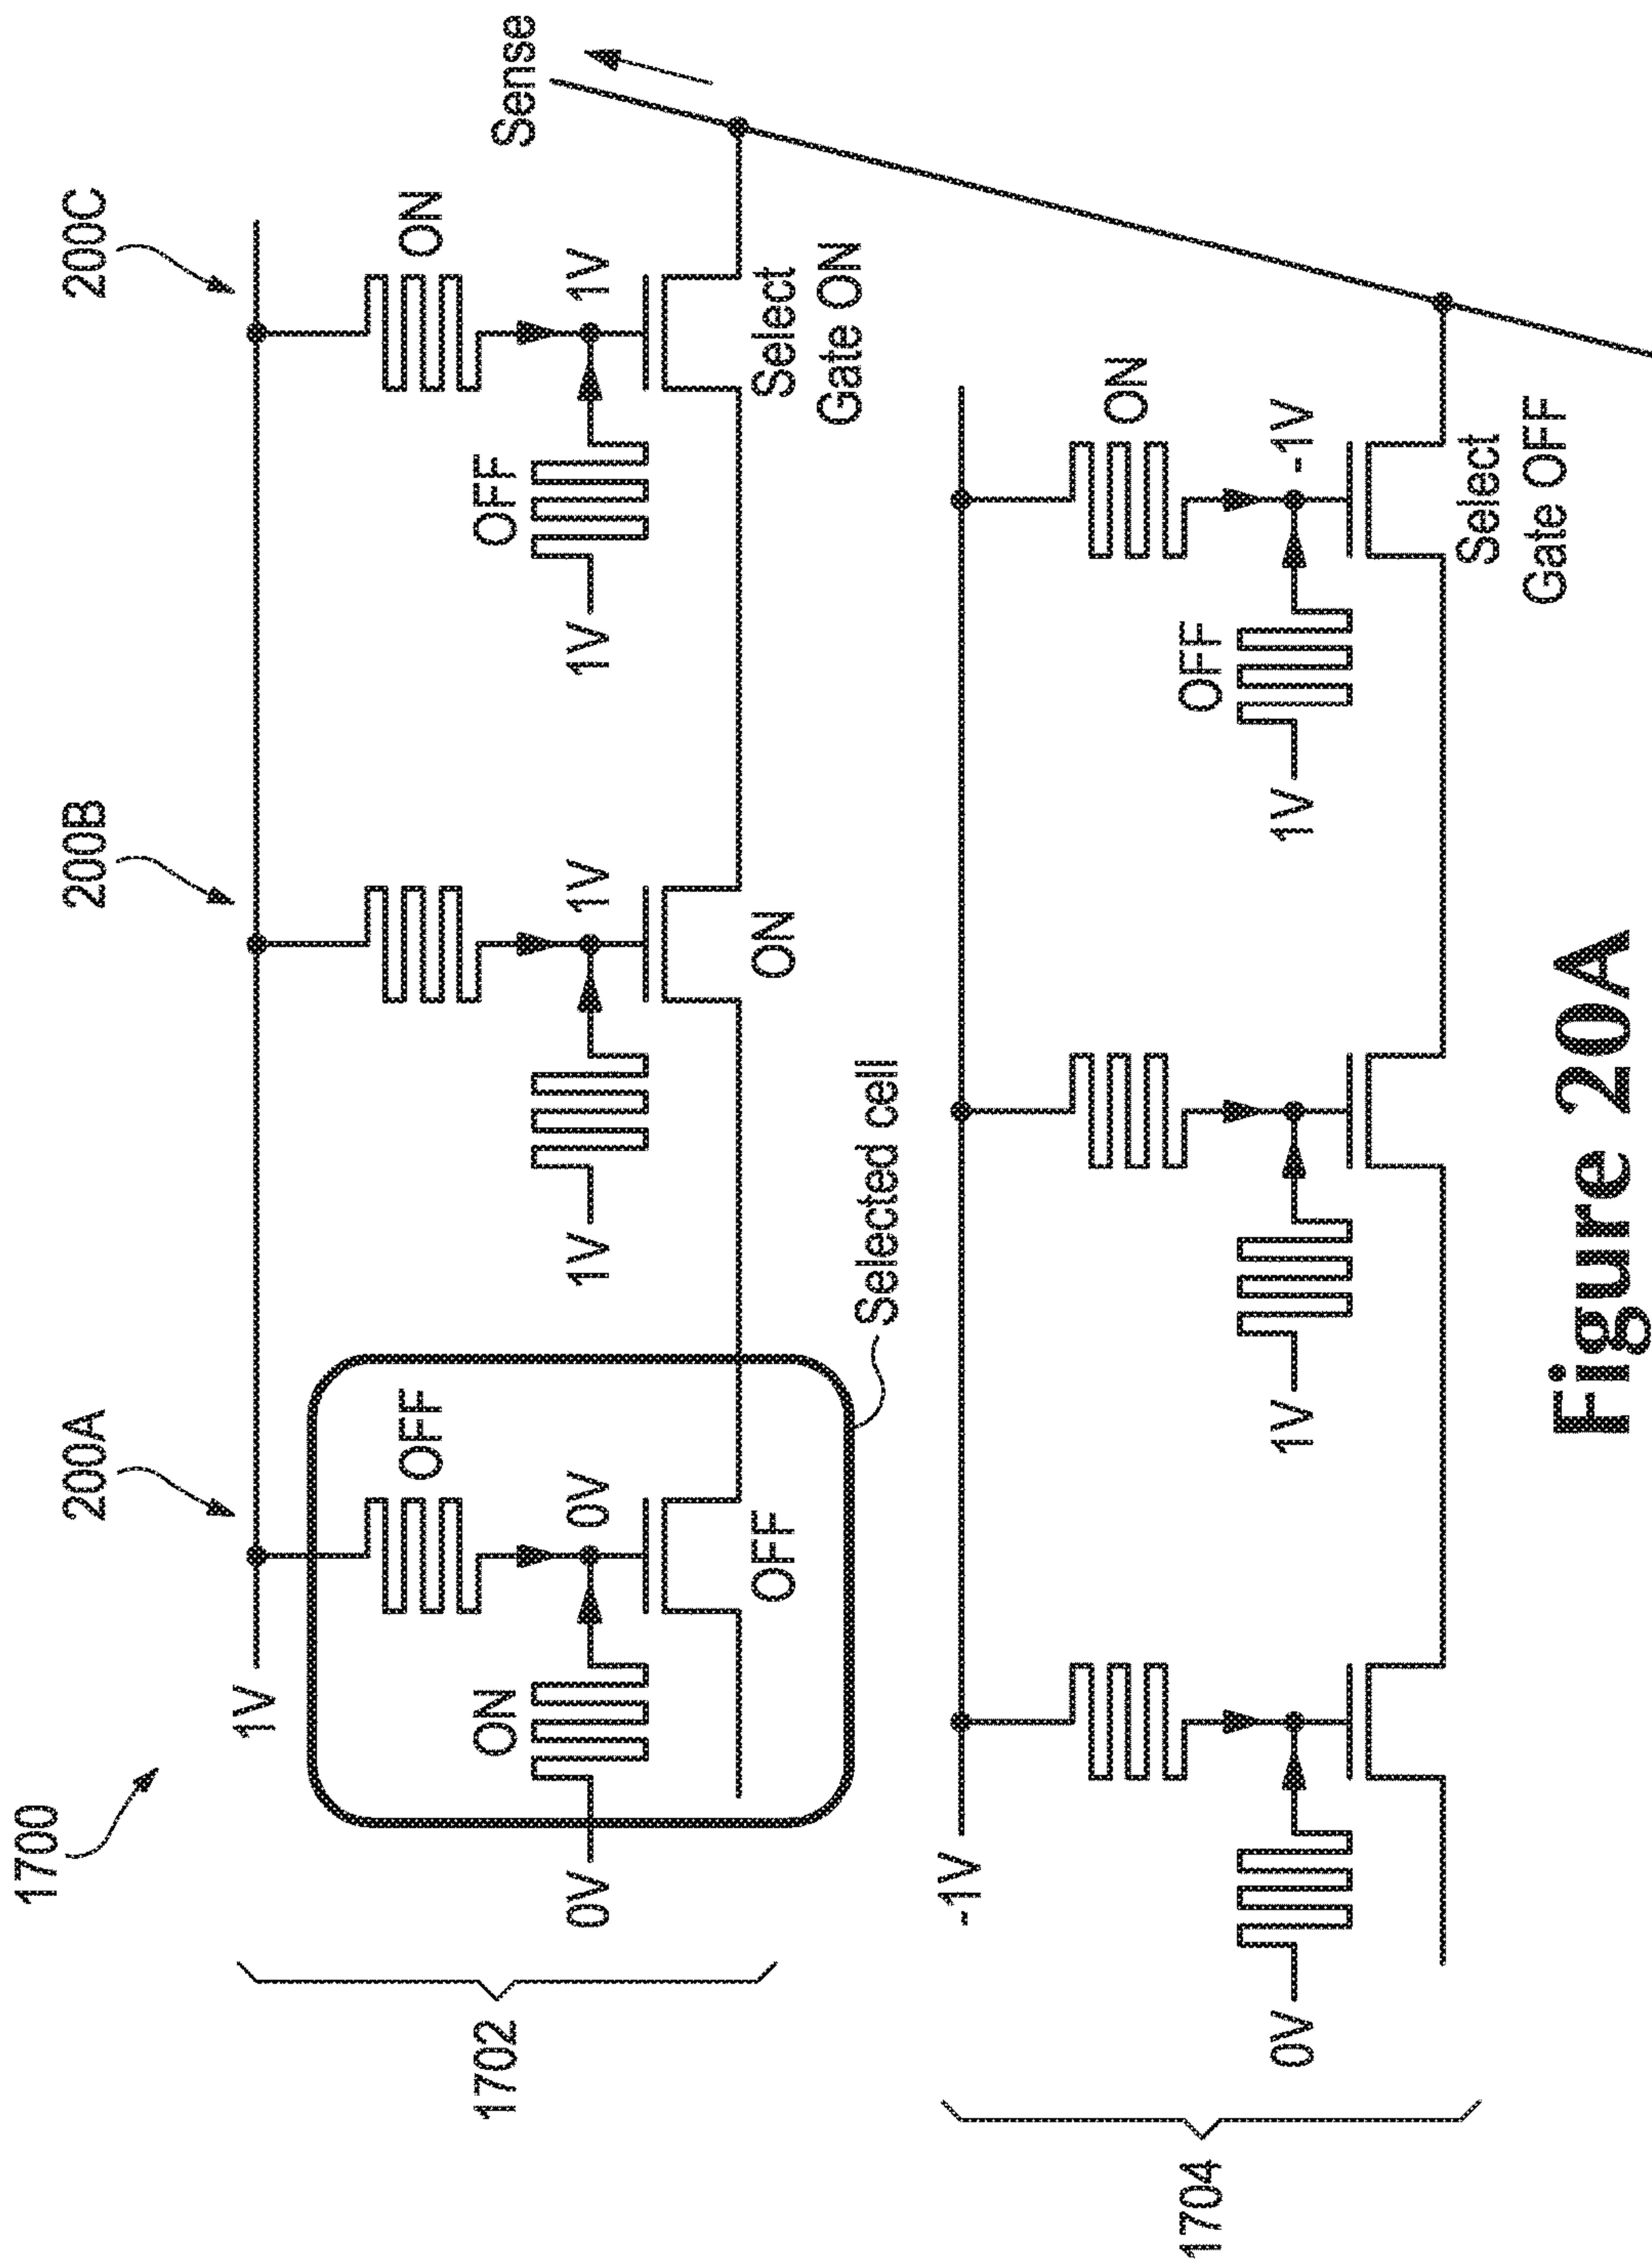 1700
200A
200B
200C
1V
OFF
ON
0V
0V
OFF
1V
1V
ON
ON
OFF
1V
1V
Select
Gate ON
Sense
1702
Selected cell
-1V
0V
1V
ON
OFF
1V
-1V
Select
Gate OFF
1704
Figure 20A